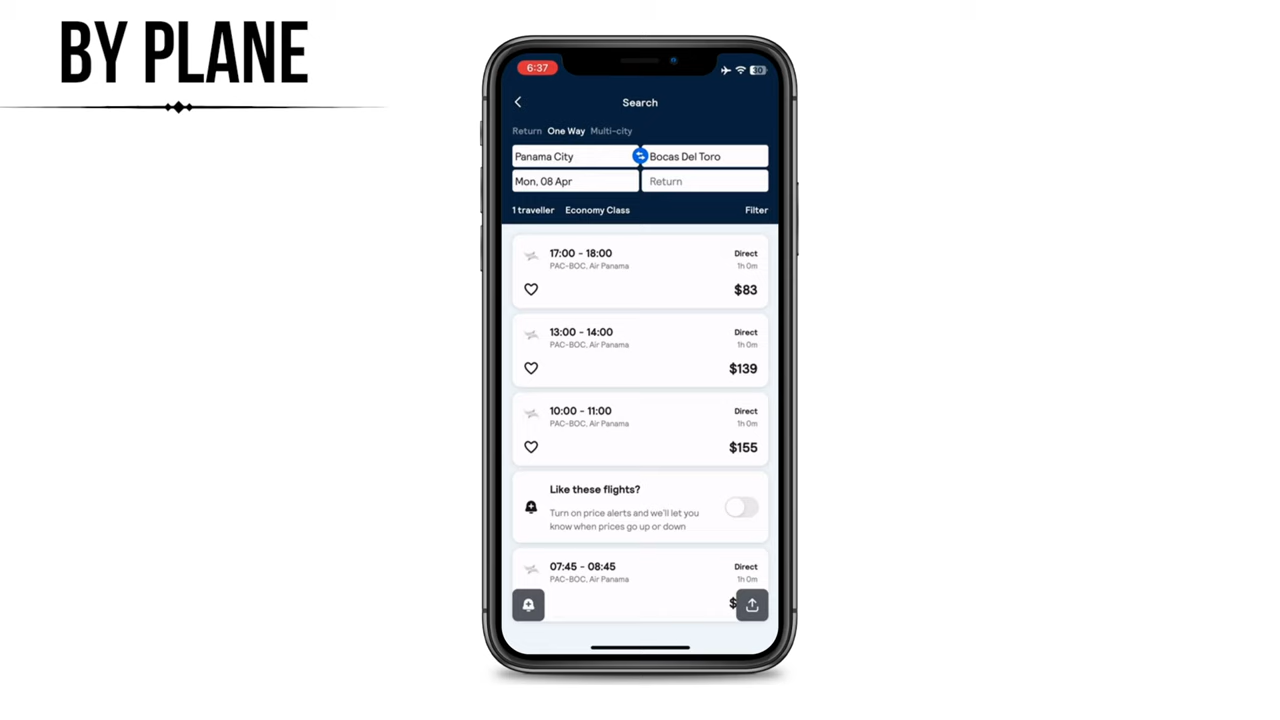 BY PLANE
6:37
30
Search
Return One Way Multi-city
Panama City
Bocas Del Toro
Mon, 08 Apr
Return
1 traveller Economy Class Filter
17:00 - 18:00 Direct
PAC-BOC, Air Panama 1h 0m
$83
13:00 - 14:00 Direct
PAC-BOC, Air Panama 1h 0m
$139
10:00 - 11:00 Direct
PAC-BOC, Air Panama 1h 0m
$155
Like these flights?
Turn on price alerts and we'll let you
know when prices go up or down
07:45 - 08:45 Direct
PAC-BOC, Air Panama 1h 0m
$